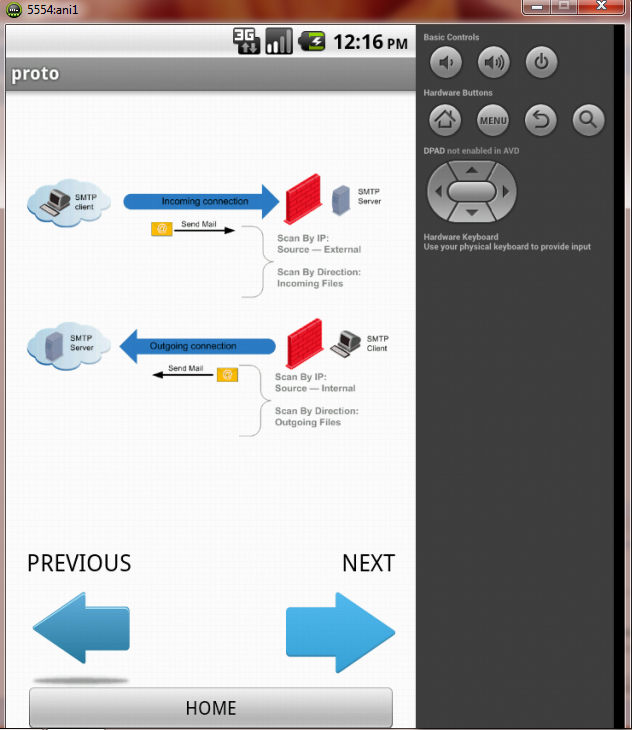 5554:ani1
3G
12:16 PM
proto
SMTP
client
Incoming connection
SMTP
Server
@
Send Mail
Scan By IP:
Source — External
Scan By Direction:
Incoming Files
SMTP
Server
Outgoing connection
SMTP
Client
Send Mail
@
Scan By IP:
Source — Internal
Scan By Direction:
Outgoing Files
PREVIOUS
NEXT
HOME
Basic Controls
Hardware Buttons
MENU
DPAD not enabled in AVD
Hardware Keyboard
Use your physical keyboard to provide input